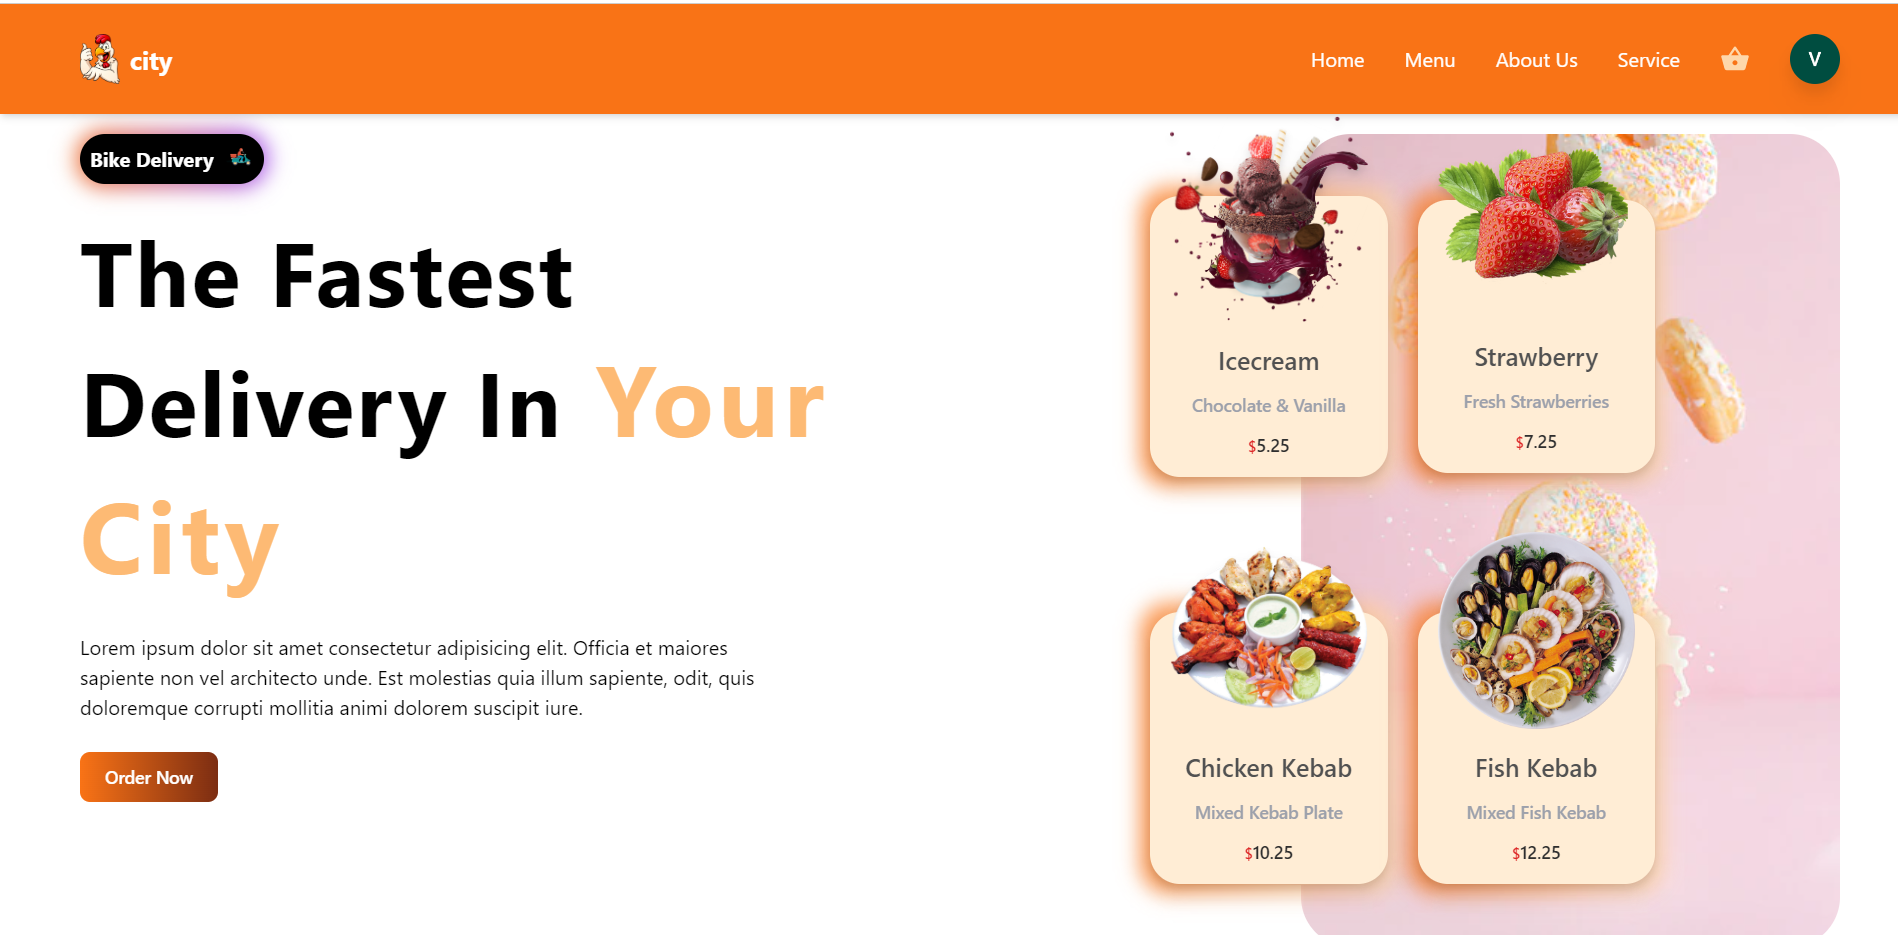 city
Home Menu About Us Service V
Bike Delivery
The Fastest
Delivery In Your
City
Lorem ipsum dolor sit amet consectetur adipisicing elit. Officia et maiores
sapiente non vel architecto unde. Est molestias quia illum sapiente, odit, quis
doloremque corrupti mollitia animi dolorem suscipit iure.
Order Now
Icecream
Chocolate & Vanilla
$5.25
Strawberry
Fresh Strawberries
$7.25
Chicken Kebab
Mixed Kebab Plate
$10.25
Fish Kebab
Mixed Fish Kebab
$12.25